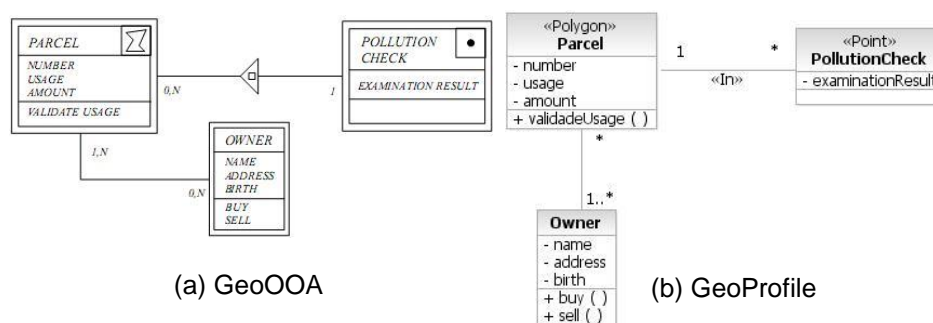 PARCEL
NUMBER
USAGE
AMOUNT
VALIDATE USAGE
0,N
1
POLLUTION
CHECK
EXAMINATION RESULT
1,N
0,N
OWNER
NAME
ADDRESS
BIRTH
BUY
SELL
(a) GeoOOA
«Polygon»
Parcel
- number
- usage
- amount
+ validadeUsage ( )
1
*
«In»
«Point»
PollutionCheck
- examinationResult
*
1..*
Owner
- name
- address
- birth
+ buy ( )
+ sell ( )
(b) GeoProfile